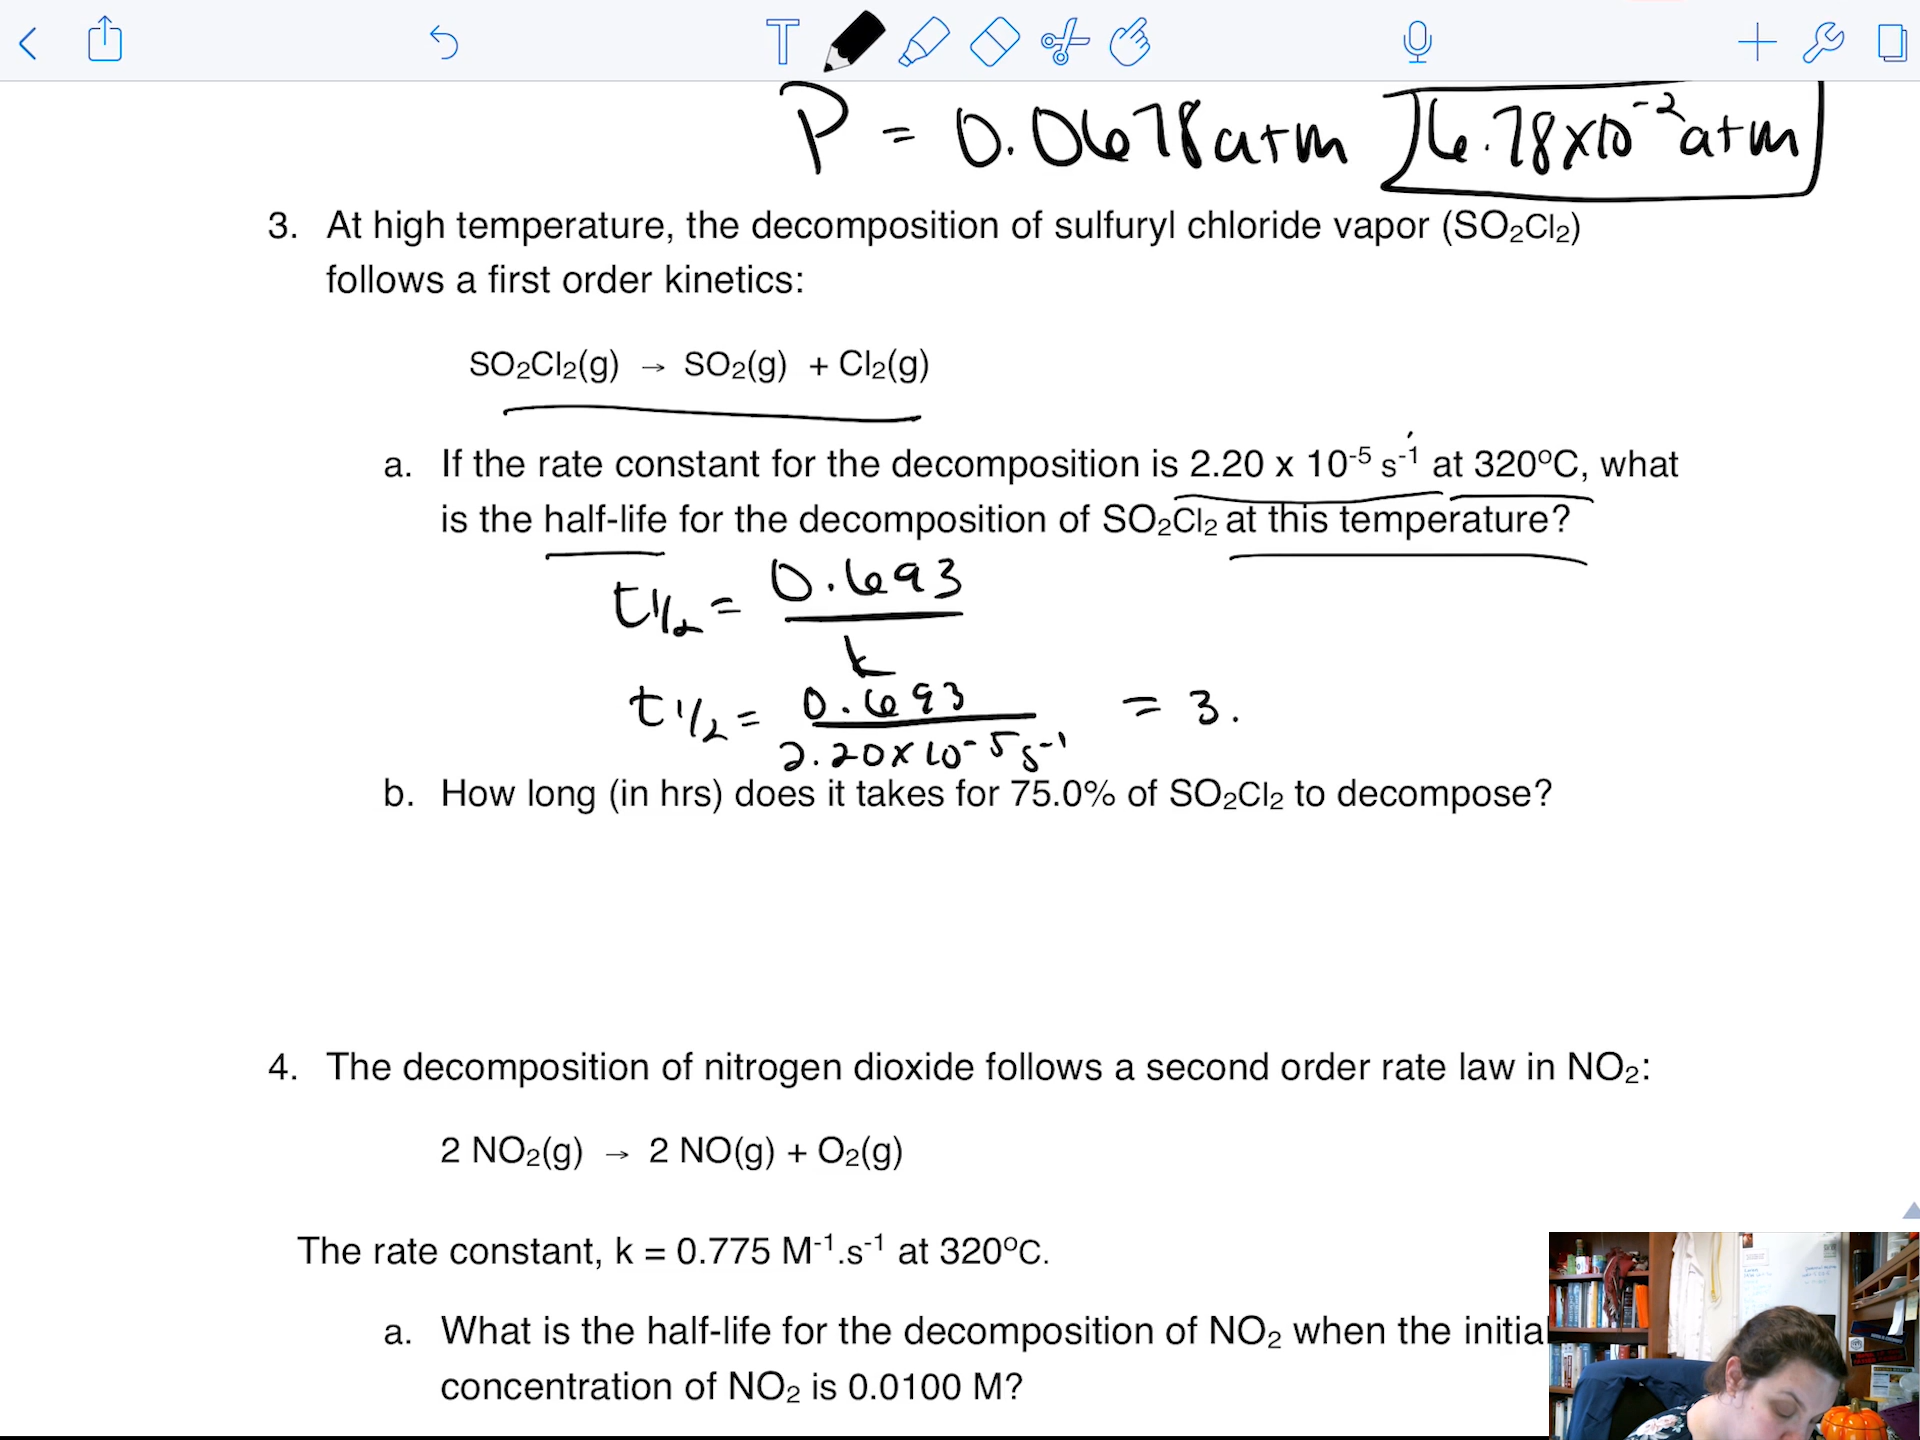 T
P = 0.0678 atm 6.78x10⁻² atm
3. At high temperature, the decomposition of sulfuryl chloride vapor (SO₂Cl₂)
follows a first order kinetics:
SO₂Cl₂(g) → SO₂(g) + Cl₂(g)
a. If the rate constant for the decomposition is 2.20 x 10⁻⁵ s⁻¹ at 320ºC, what
is the half-life for the decomposition of SO₂Cl₂ at this temperature?
t1/2 = 0.693 / k
t1/2 = 0.693 / 2.20x10⁻⁵ s⁻¹ = 3.
b. How long (in hrs) does it takes for 75.0% of SO₂Cl₂ to decompose?
4. The decomposition of nitrogen dioxide follows a second order rate law in NO₂:
2 NO₂(g) → 2 NO(g) + O₂(g)
The rate constant, k = 0.775 M⁻¹.s⁻¹ at 320ºC.
a. What is the half-life for the decomposition of NO₂ when the initia
concentration of NO₂ is 0.0100 M?